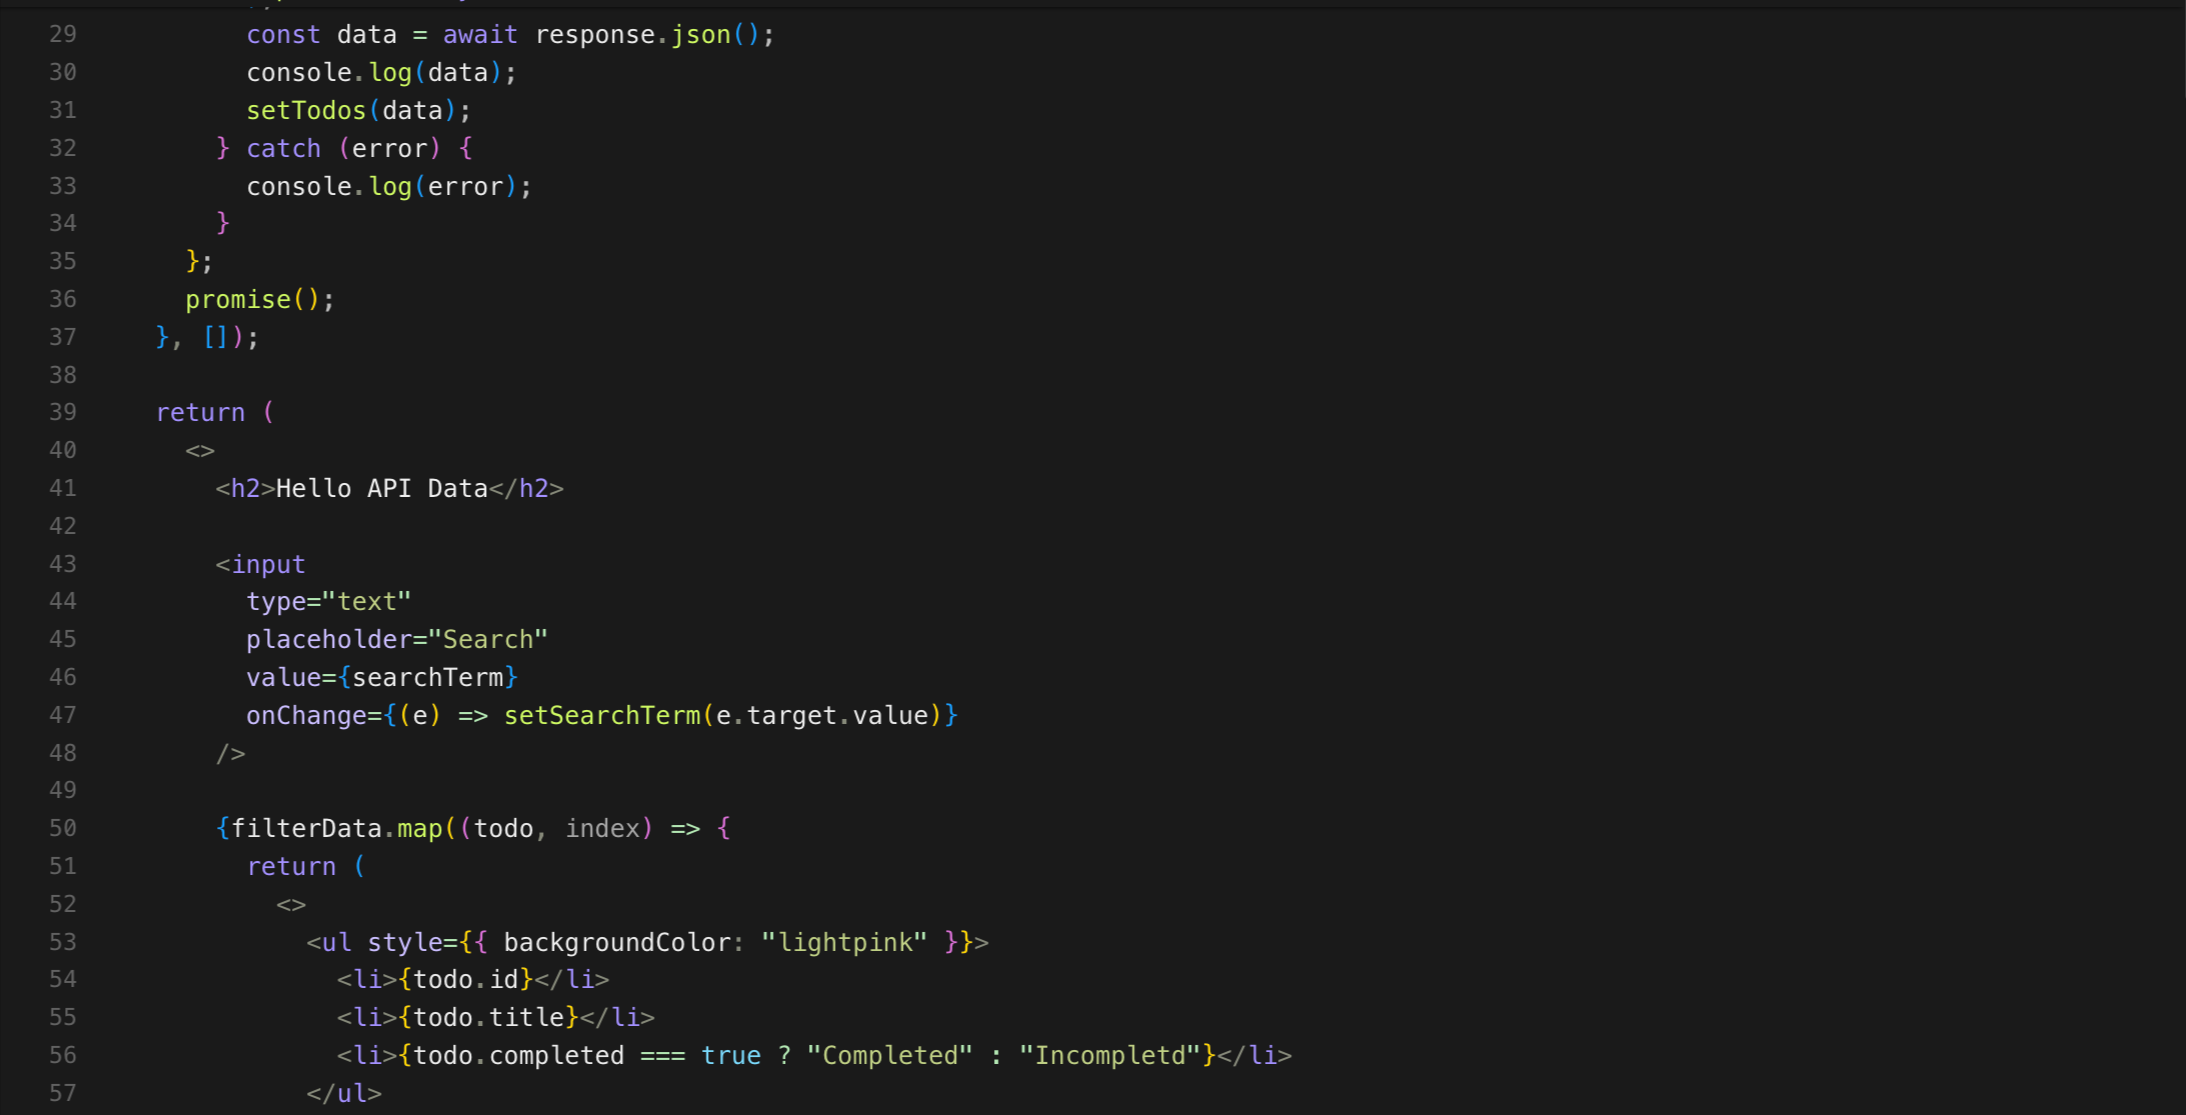 29 const data = await response.json();
30 console.log(data);
31 setTodos(data);
32 } catch (error) {
33 console.log(error);
34 }
35 };
36 promise();
37 }, []);
38
39 return (
40 <>
41 <h2>Hello API Data</h2>
42
43 <input
44 type="text"
45 placeholder="Search"
46 value={searchTerm}
47 onChange={(e) => setSearchTerm(e.target.value)}
48 />
49
50 {filterData.map((todo, index) => {
51 return (
52 <>
53 <ul style={{ backgroundColor: "lightpink" }}>
54 <li>{todo.id}</li>
55 <li>{todo.title}</li>
56 <li>{todo.completed === true ? "Completed" : "Incompletd"}</li>
57 </ul>